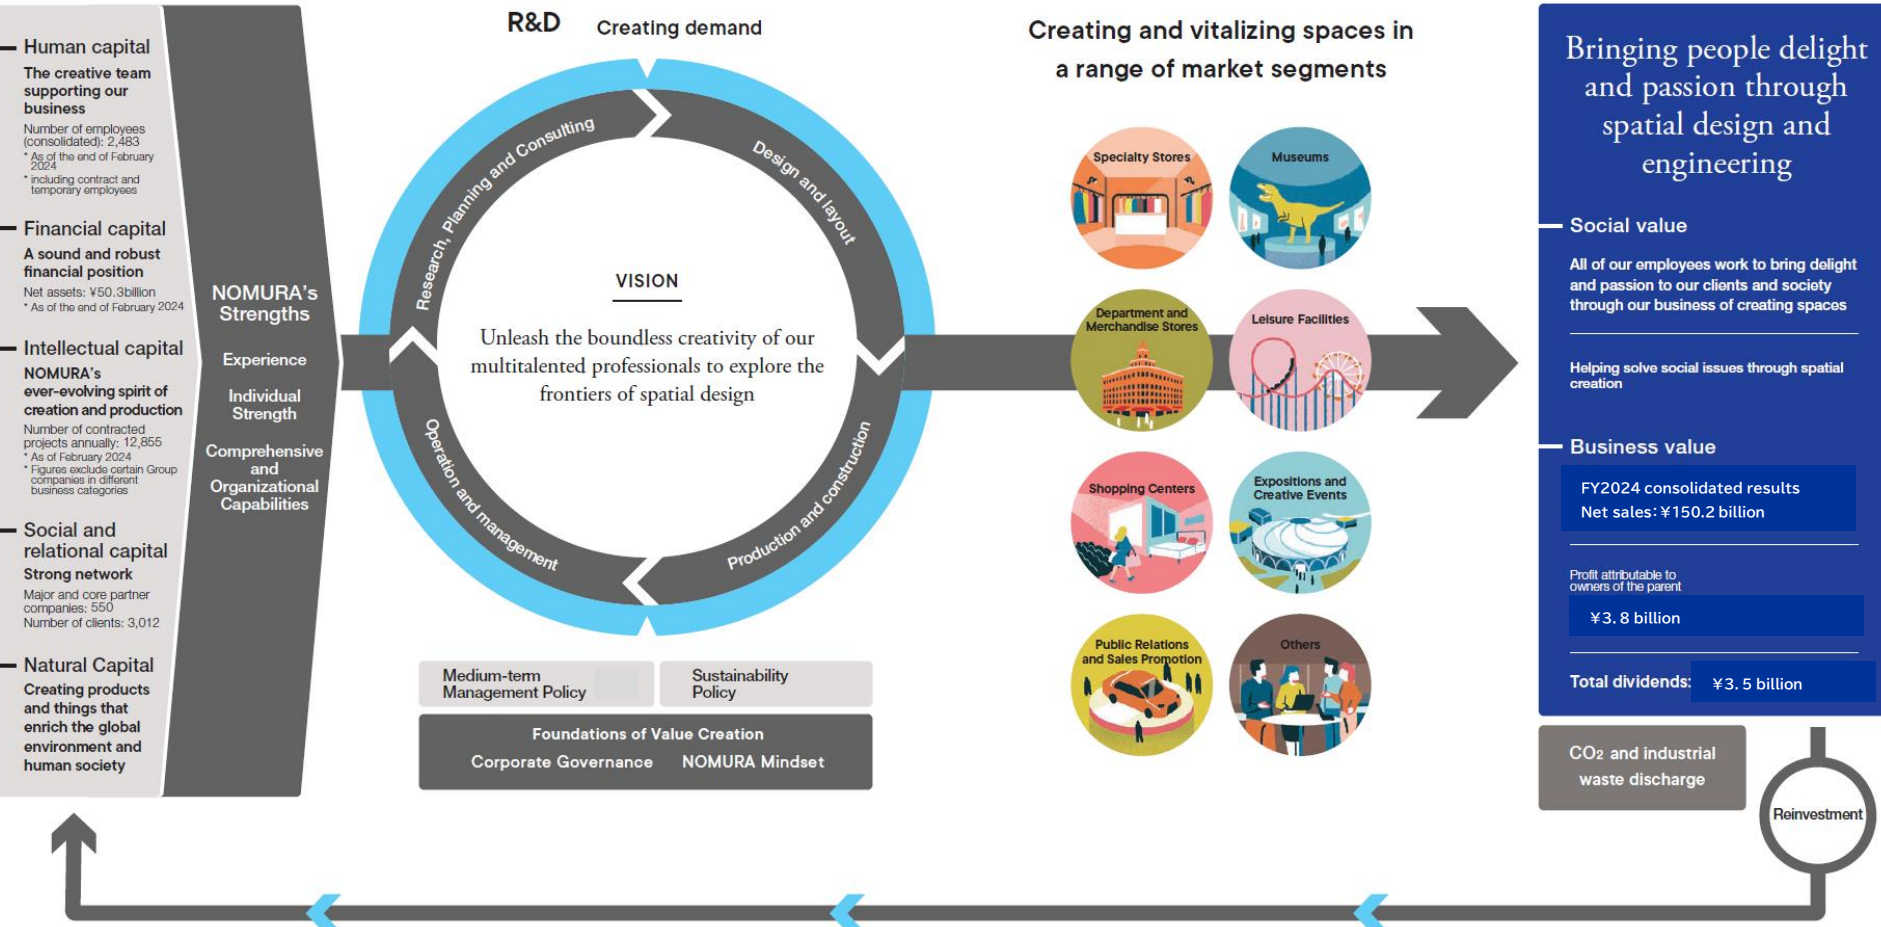 Human capital
The creative team
supporting our
business
Number of employees
(consolidated): 2,483
* As of the end of February
2024
* including contract and
temporary employees
Financial capital
A sound and robust
financial position
Net assets: ¥50.3billion
* As of the end of February 2024
Intellectual capital
NOMURA's
ever-evolving spirit of
creation and production
Number of contracted
projects annually: 12,855
* As of February 2024
* Figures exclude certain Group
companies in different
business categories
Social and
relational capital
Strong network
Major and core partner
companies: 550
Number of clients: 3,012
Natural Capital
Creating products
and things that
enrich the global
environment and
human society
NOMURA's
Strengths
Experience
Individual
Strength
Comprehensive
and
Organizational
Capabilities
R&D
Creating demand
Research, Planning and Consulting
Design and layout
Production and construction
Operation and management
VISION
Unleash the boundless creativity of our
multitalented professionals to explore the
frontiers of spatial design
Medium-term
Management Policy
Sustainability
Policy
Foundations of Value Creation
Corporate Governance
NOMURA Mindset
Creating and vitalizing spaces in
a range of market segments
Specialty Stores
Museums
Department and
Merchandise Stores
Leisure Facilities
Shopping Centers
Expositions and
Creative Events
Public Relations
and Sales Promotion
Others
Bringing people delight
and passion through
spatial design and
engineering
Social value
All of our employees work to bring delight
and passion to our clients and society
through our business of creating spaces
Helping solve social issues through spatial
creation
Business value
FY2024 consolidated results
Net sales:¥150.2 billion
Profit attributable to
owners of the parent
¥3.8 billion
Total dividends: ¥3.5 billion
CO2 and industrial
waste discharge
Reinvestment